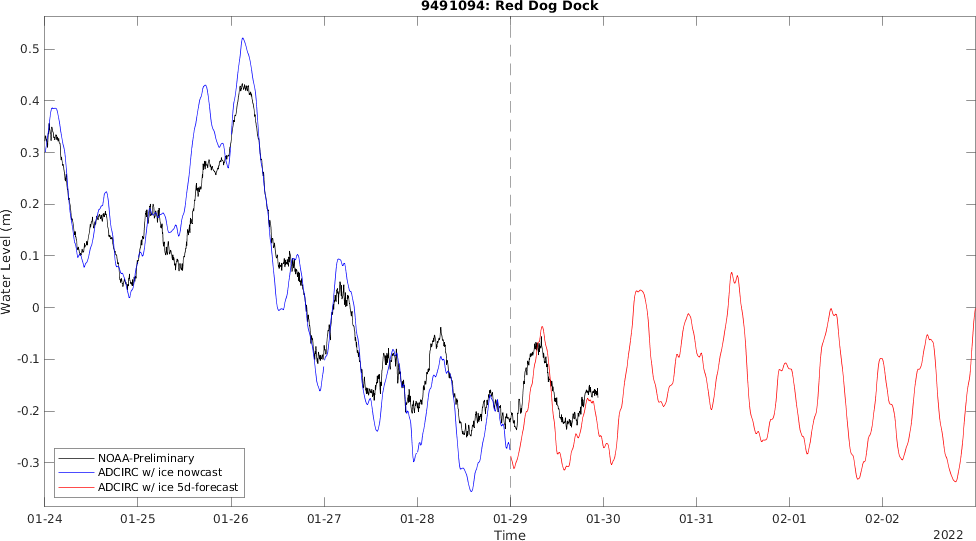 9491094: Red Dog Dock
Water Level (m)
0.5
0.4
0.3
0.2
0.1
0
-0.1
-0.2
-0.3
NOAA-Preliminary
ADCIRC w/ ice nowcast
ADCIRC w/ ice 5d-forecast
01-24 01-25 01-26 01-27 01-28 01-29 01-30 01-31 02-01 02-02
Time
2022